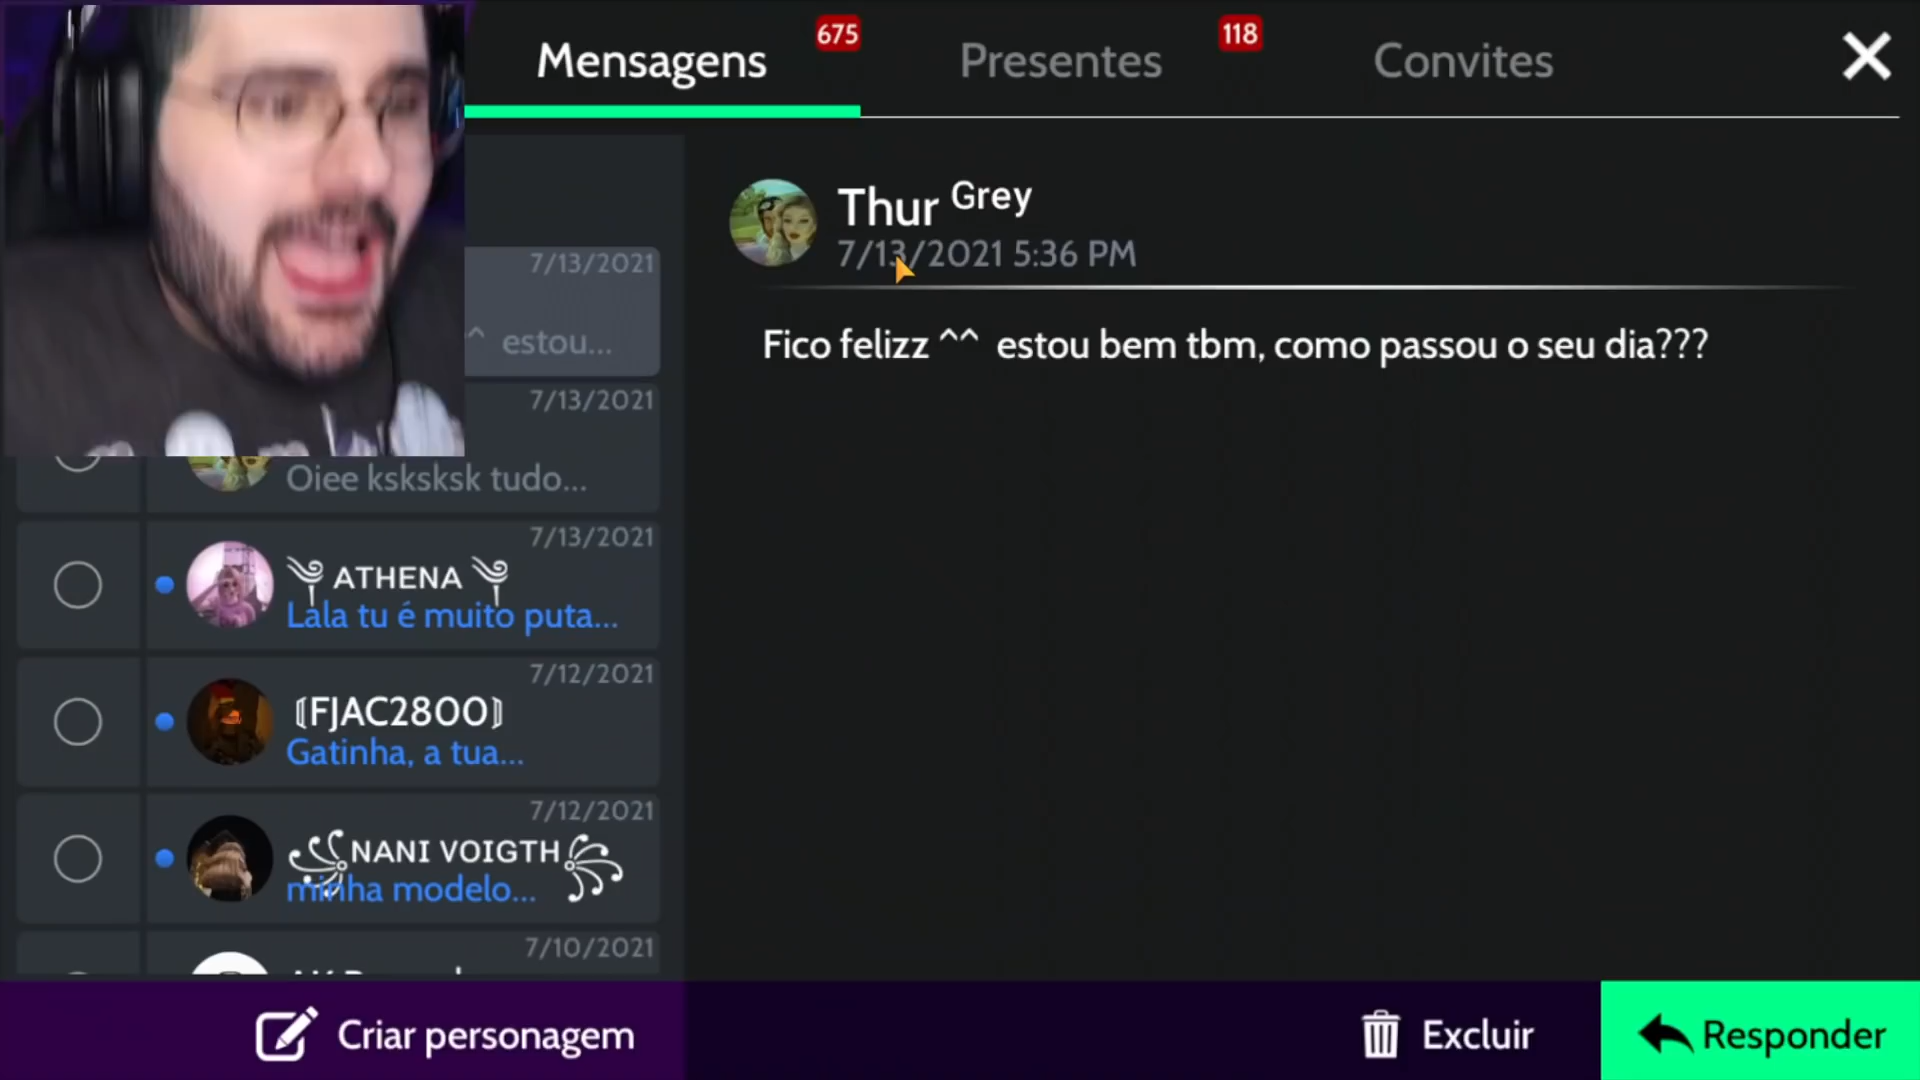 Mensagens
675
Presentes
118
Convites
Thur Grey
7/13/2021 5:36 PM
Fico felizz ^^ estou bem tbm, como passou o seu dia???
7/13/2021
^ estou...
7/13/2021
Oiee ksksksk tudo...
7/13/2021
ATHENA
Lala tu é muito puta...
7/12/2021
⟬FJAC2800⟭
Gatinha, a tua...
7/12/2021
NANI VOIGTH
minha modelo...
7/10/2021
Criar personagem
Excluir
Responder